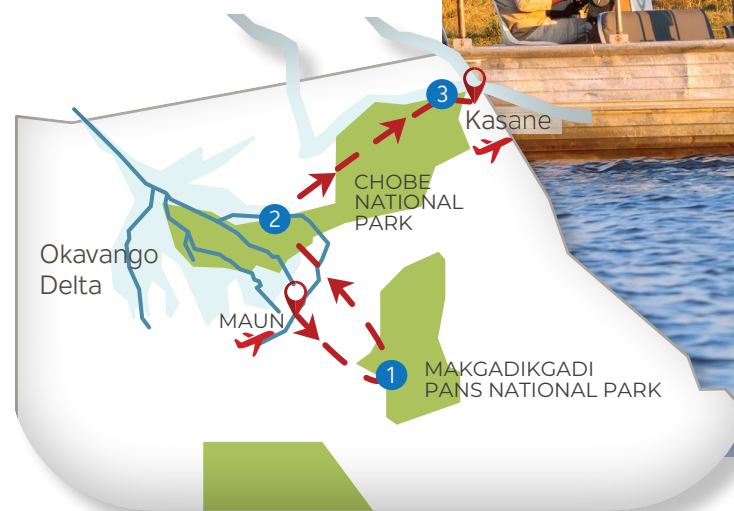 3
Kasane
CHOBE
NATIONAL
PARK
2
Okavango
Delta
MAUN
1
MAKGADIKGADI
PANS NATIONAL PARK